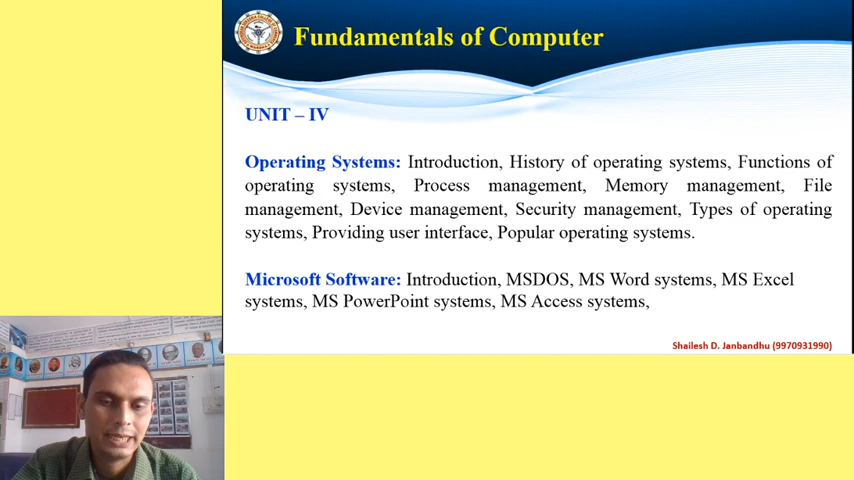 Fundamentals of Computer
UNIT – IV
Operating Systems: Introduction, History of operating systems, Functions of
operating systems, Process management, Memory management, File
management, Device management, Security management, Types of operating
systems, Providing user interface, Popular operating systems.
Microsoft Software: Introduction, MSDOS, MS Word systems, MS Excel
systems, MS PowerPoint systems, MS Access systems,
Shailesh D. Janbandhu (9970931990)